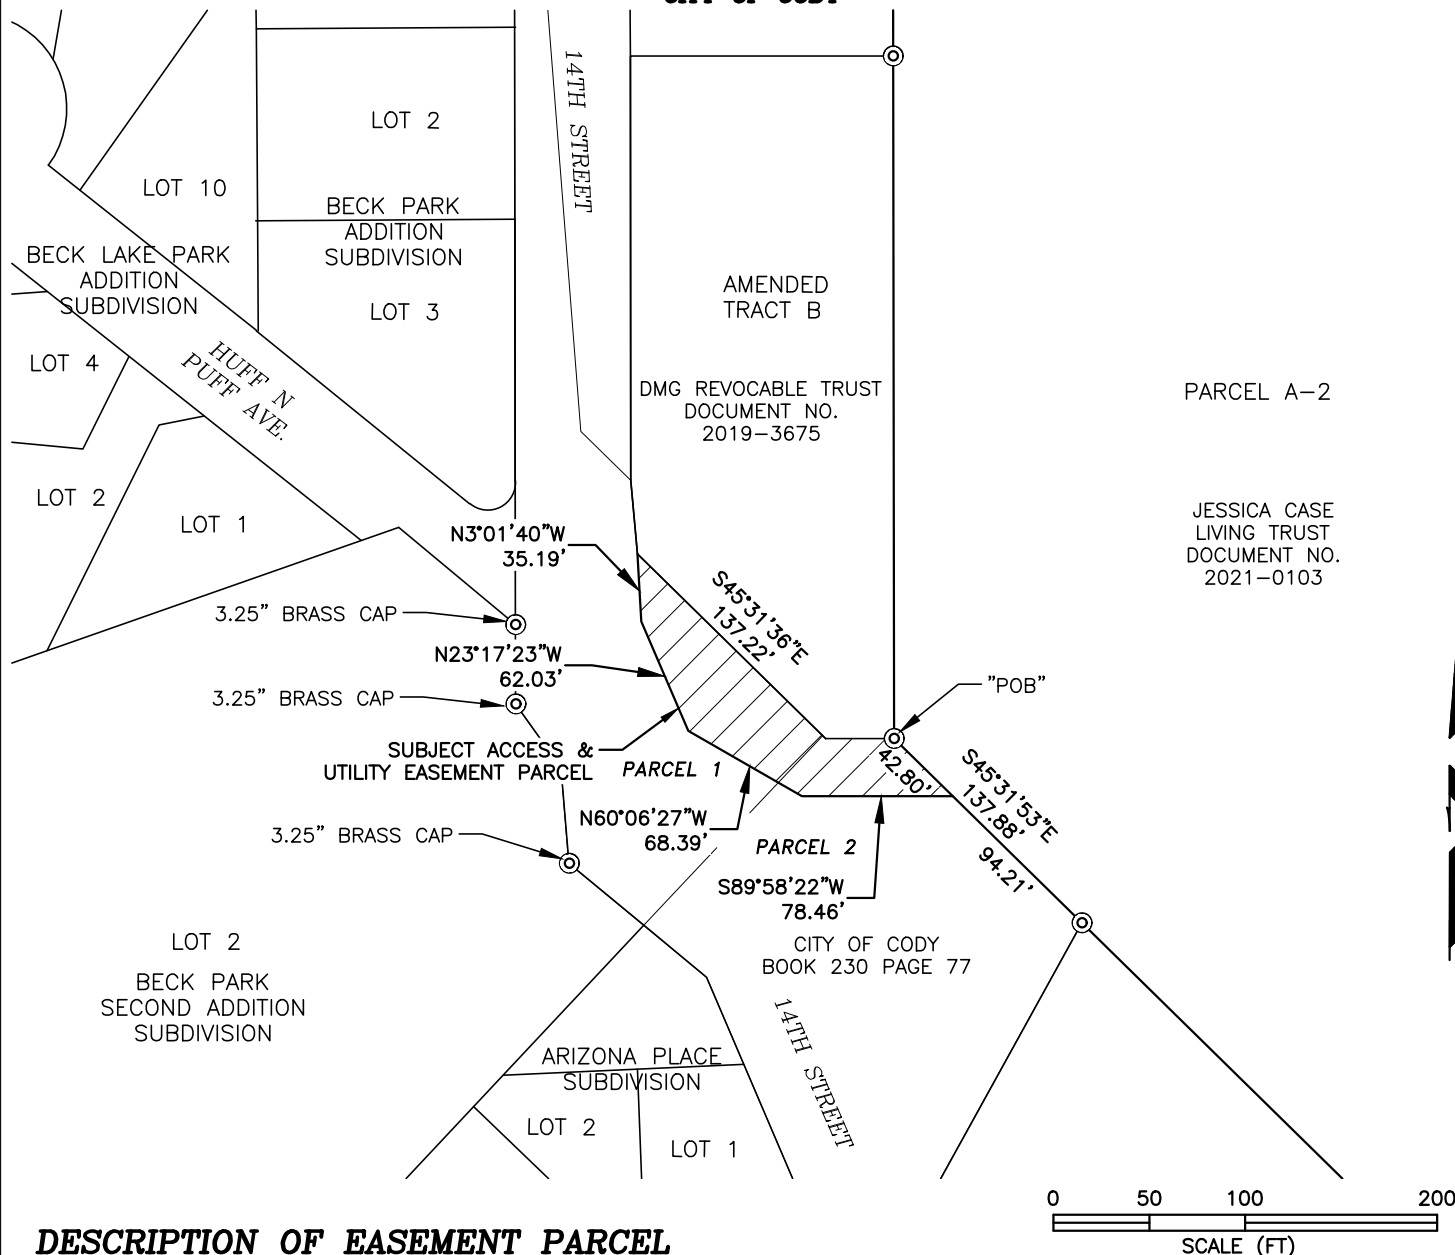 14TH STREET
LOT 2
LOT 10
BECK PARK
ADDITION
SUBDIVISION
BECK LAKE PARK
ADDITION
SUBDIVISION
LOT 3
AMENDED
TRACT B
LOT 4
HUFF N
PUFF AVE.
DMG REVOCABLE TRUST
DOCUMENT NO.
2019-3675
PARCEL A-2
LOT 2
LOT 1
JESSICA CASE
LIVING TRUST
DOCUMENT NO.
2021-0103
N3°01'40"W
35.19'
S45°31'36"E
137.22'
3.25" BRASS CAP
N23°17'23"W
62.03'
3.25" BRASS CAP
"POB"
SUBJECT ACCESS &
UTILITY EASEMENT PARCEL
PARCEL 1
42.80'
S45°31'53"E
137.88'
94.21'
N60°06'27"W
68.39'
3.25" BRASS CAP
PARCEL 2
S89°58'22"W
78.46'
CITY OF CODY
BOOK 230 PAGE 77
LOT 2
BECK PARK
SECOND ADDITION
SUBDIVISION
14TH STREET
ARIZONA PLACE
SUBDIVISION
LOT 2
LOT 1
0 50 100 200
SCALE (FT)
DESCRIPTION OF EASEMENT PARCEL